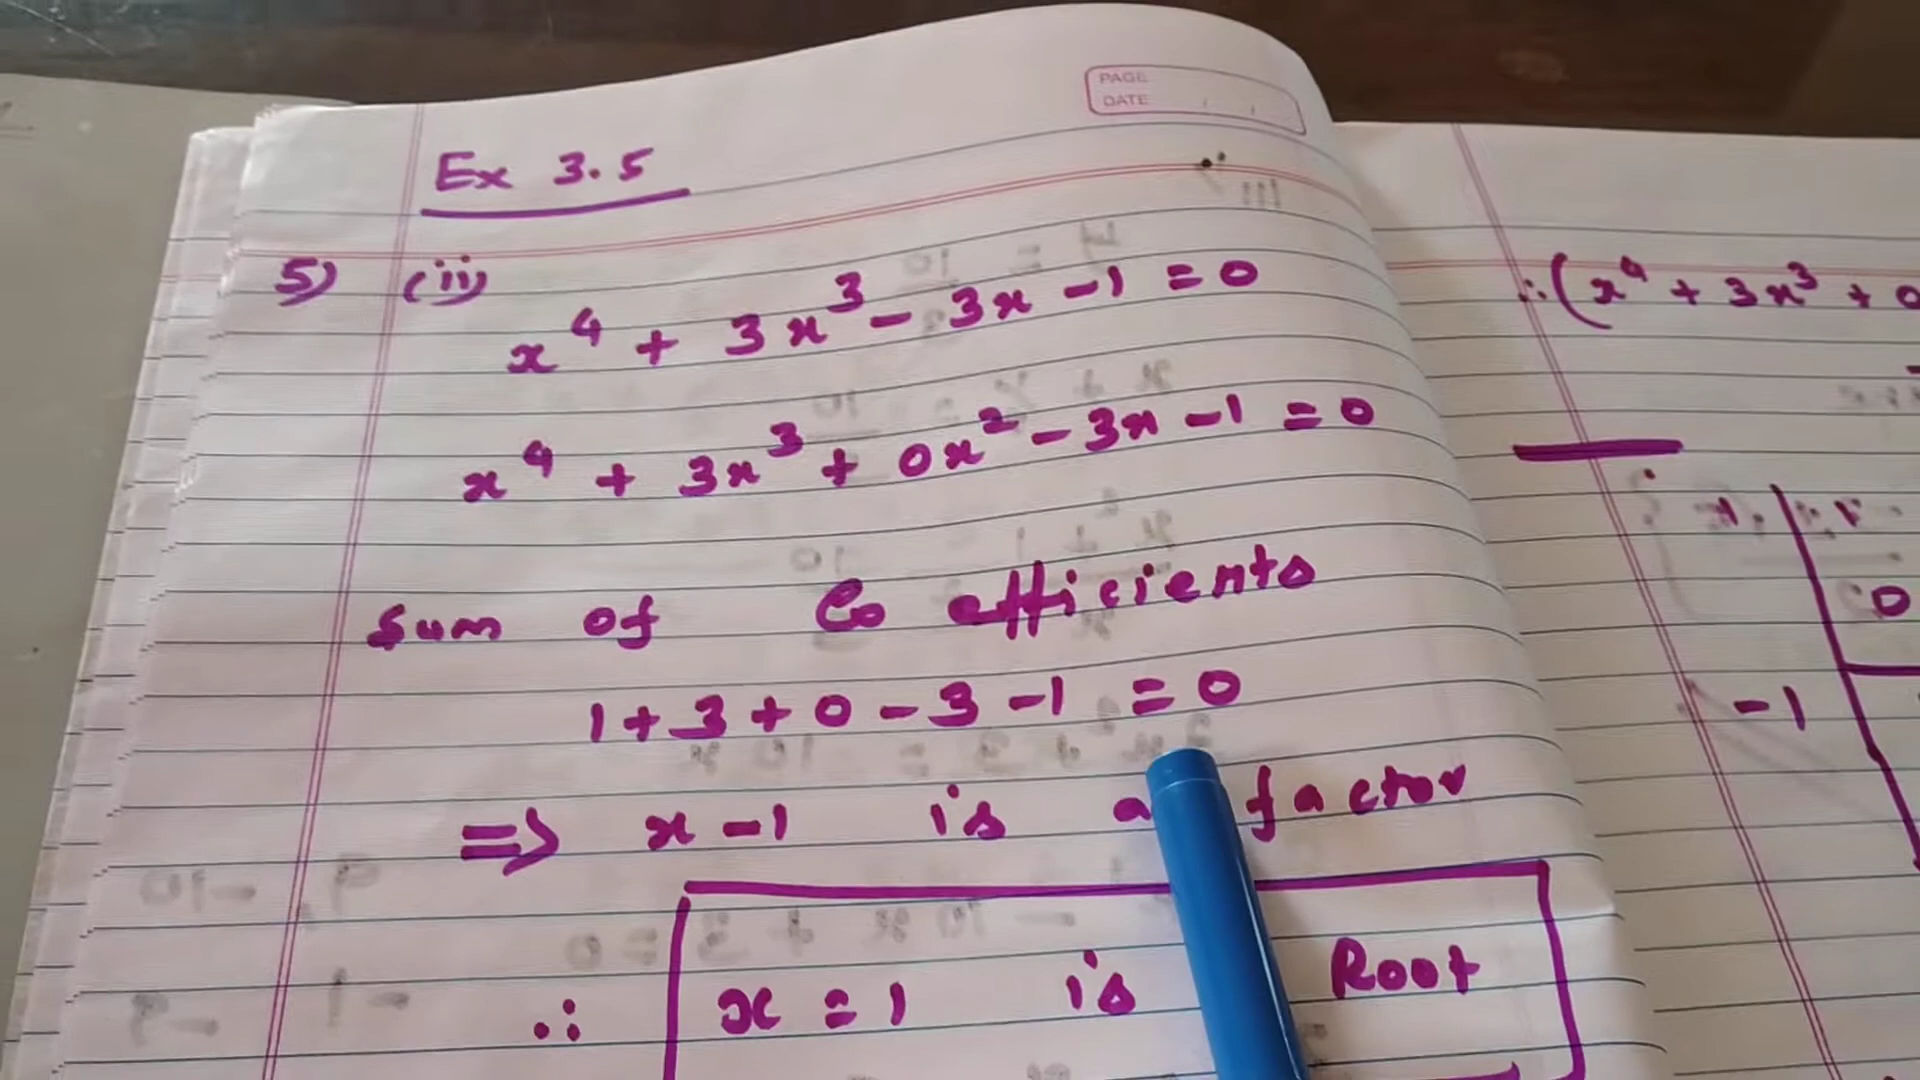 PAGE
DATE
Ex 3.5
5) (ii)
x⁴ + 3x³ - 3x - 1 = 0
x⁴ + 3x³ + 0x² - 3x - 1 = 0
Sum of Co efficients
1 + 3 + 0 - 3 - 1 = 0
⇒ x - 1 is a factor
∴ x = 1 is Root
∴ (x⁴ + 3x³ + 0
0
-1